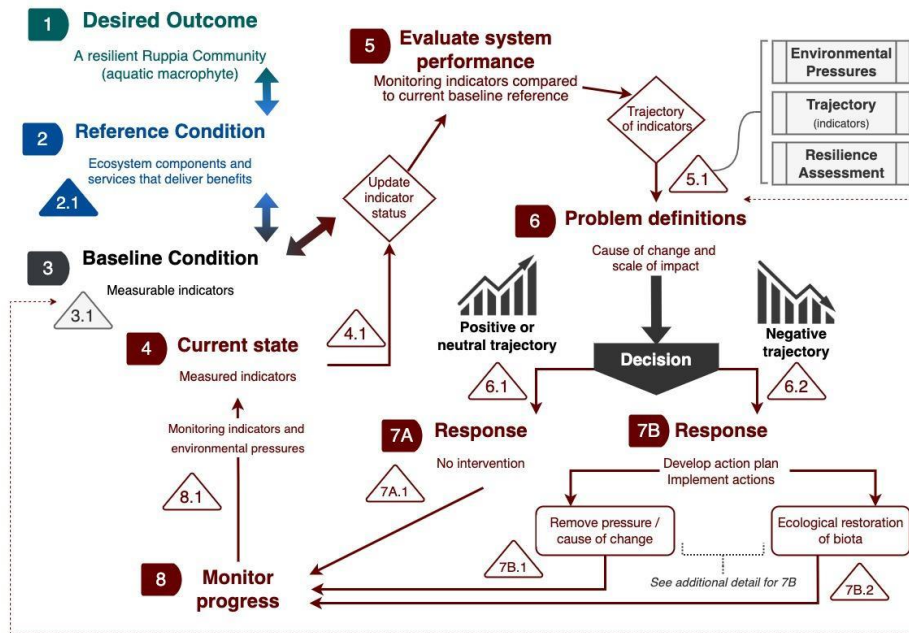 1 Desired Outcome
A resilient Ruppia Community
(aquatic macrophyte)
2 Reference Condition
Ecosystem components and
services that deliver benefits
2.1
3 Baseline Condition
Measurable indicators
3.1
4 Current state
Measured indicators
4.1
Update
indicator
status
5 Evaluate system
performance
Monitoring indicators compared
to current baseline reference
Trajectory
of indicators
5.1
Environmental
Pressures
Trajectory
(indicators)
Resilience
Assessment
6 Problem definitions
Cause of change and
scale of impact
Positive or
neutral trajectory
6.1
Decision
Negative
trajectory
6.2
7A Response
No intervention
7A.1
7B Response
Develop action plan
Implement actions
Remove pressure /
cause of change
7B.1
Ecological restoration
of biota
7B.2
See additional detail for 7B
8 Monitor
progress
8.1
Monitoring indicators and
environmental pressures